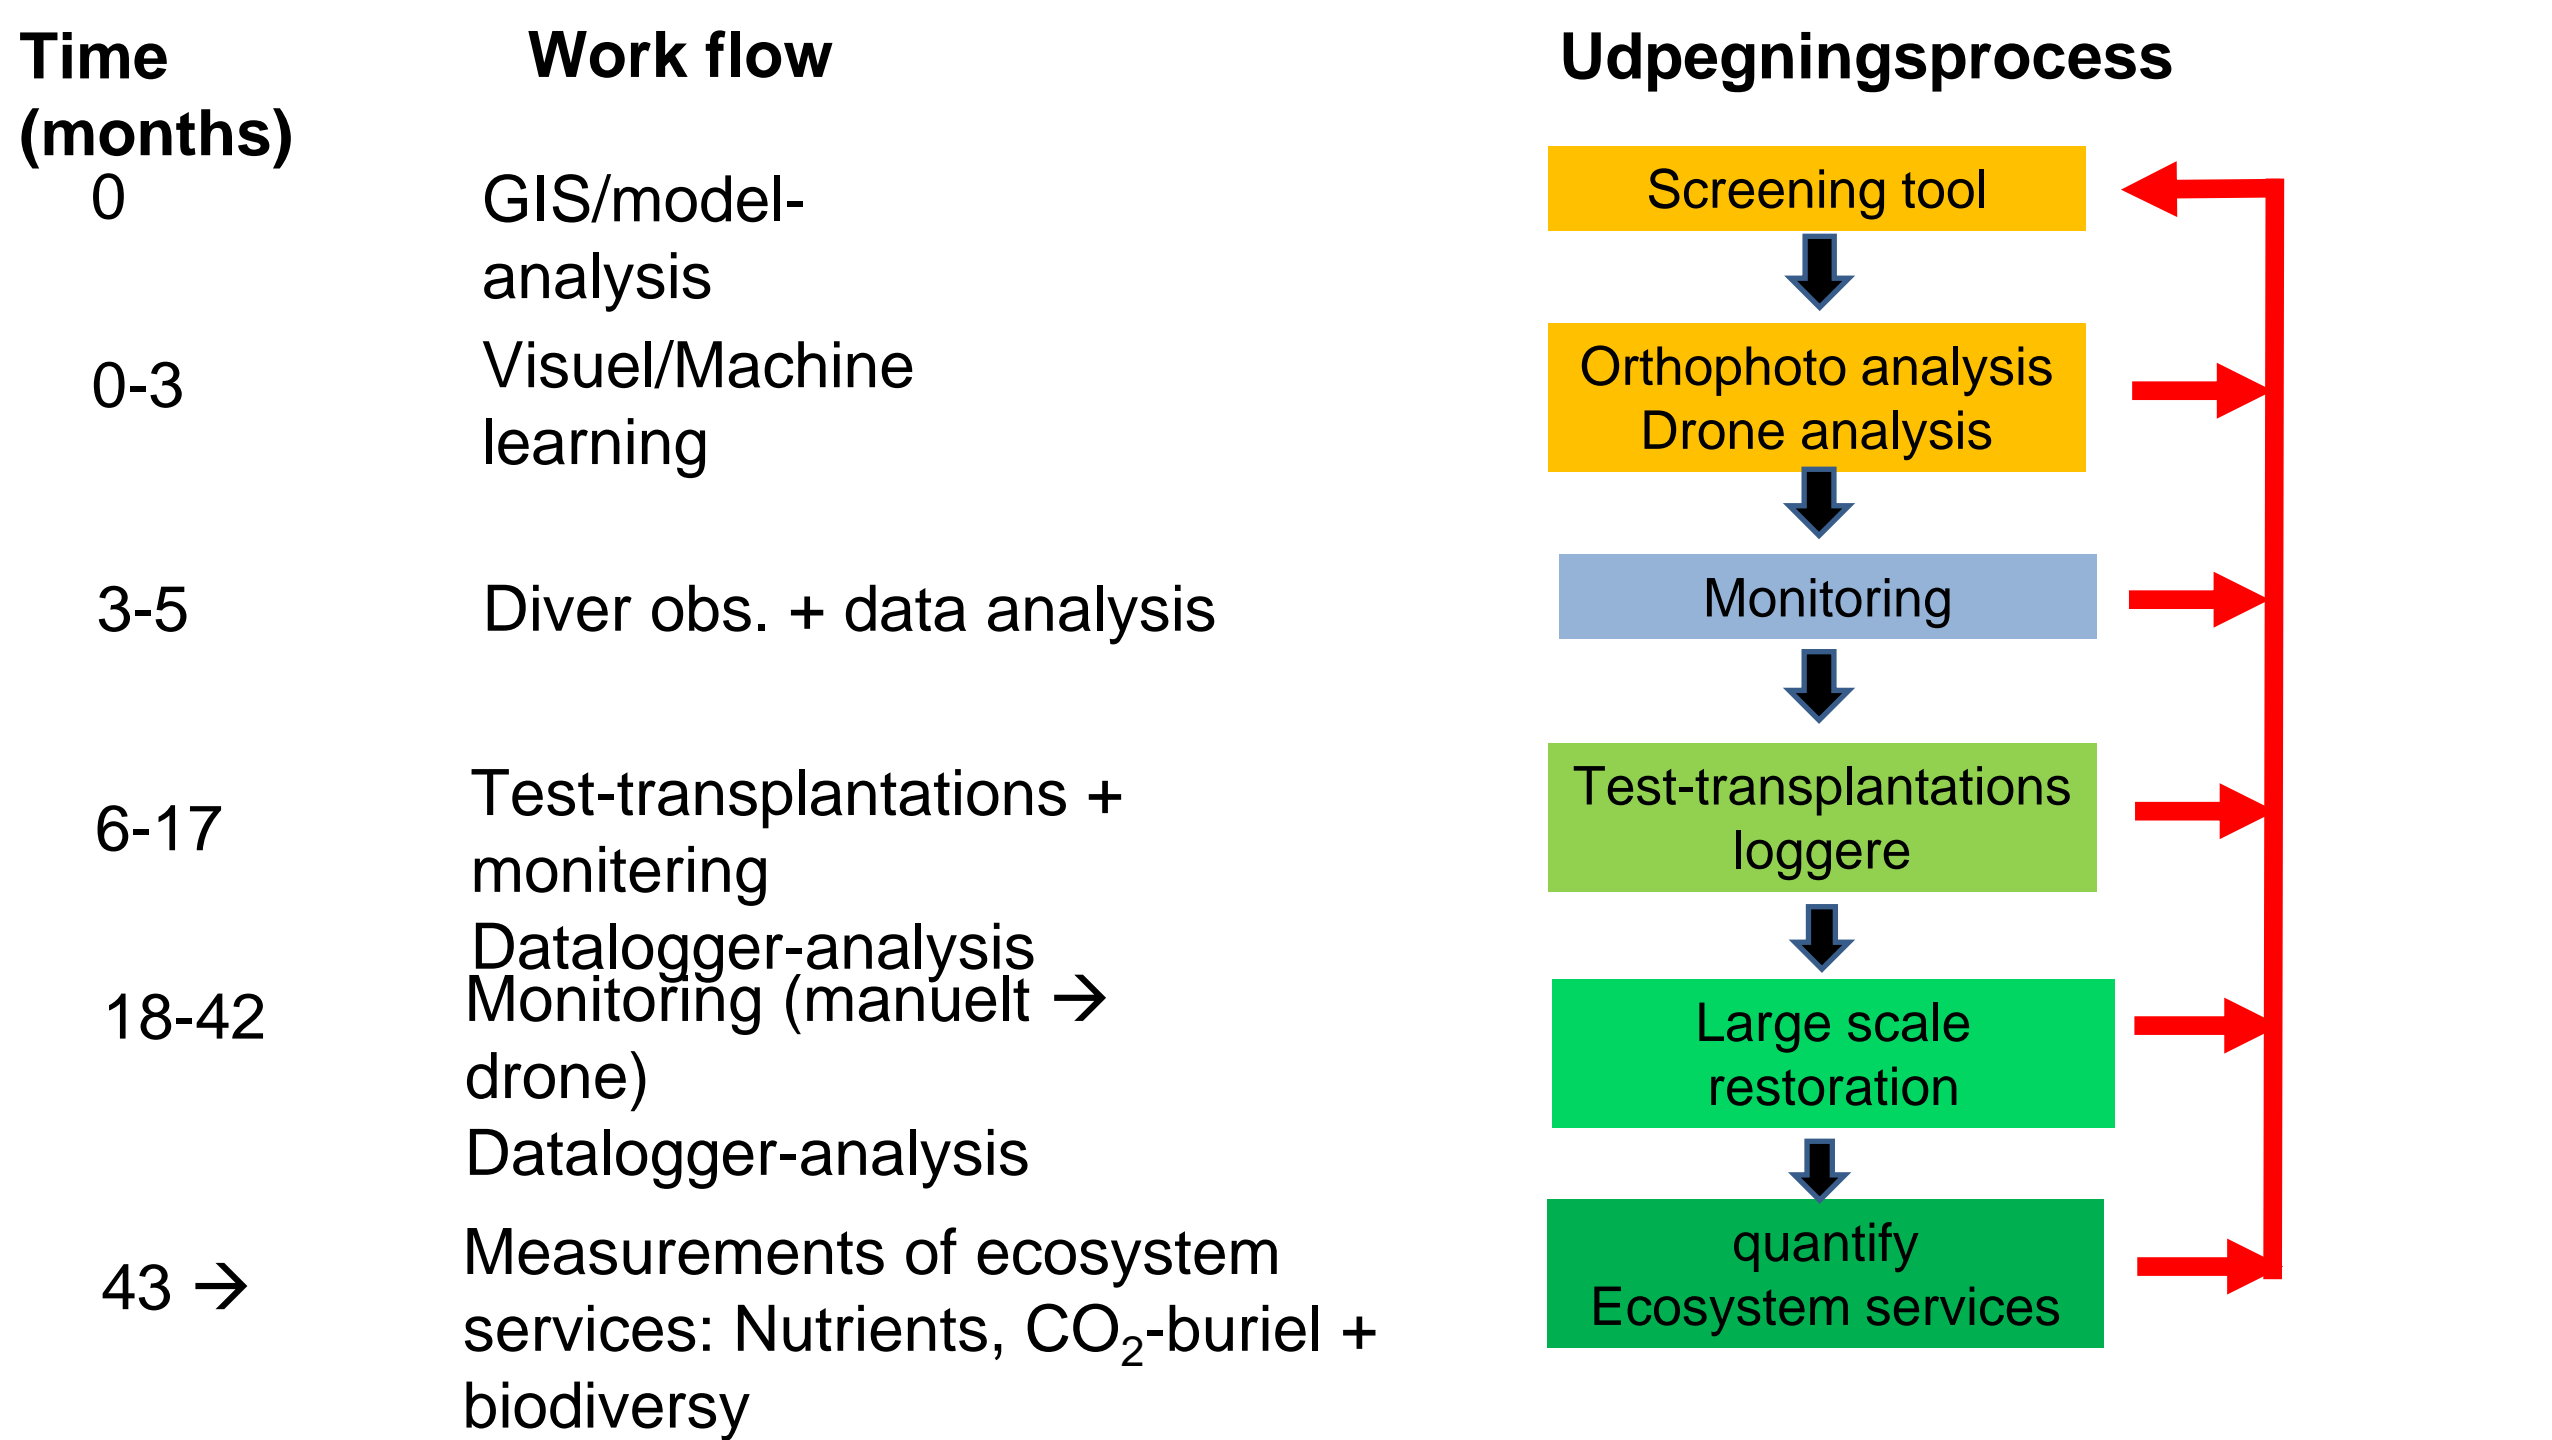 Time
(months)
Work flow
Udpegningsprocess
0
GIS/model-
analysis
Screening tool
0-3
Visuel/Machine
learning
Orthophoto analysis
Drone analysis
3-5
Diver obs. + data analysis
Monitoring
6-17
Test-transplantations +
monitering
Datalogger-analysis
Test-transplantations
loggere
18-42
Monitoring (manuelt →
drone)
Datalogger-analysis
Large scale
restoration
43 →
Measurements of ecosystem
services: Nutrients, CO₂-buriel +
biodiversy
quantify
Ecosystem services